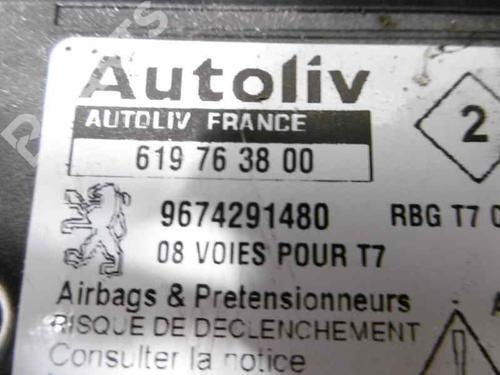 Autoliv
AUTOLIV FRANCE
619 76 38 00
2
9674291480 RBG T7
08 VOIES POUR T7
Airbags & Pretensionneurs
RISQUE DE DECLENCHEMENT
Consulter la notice